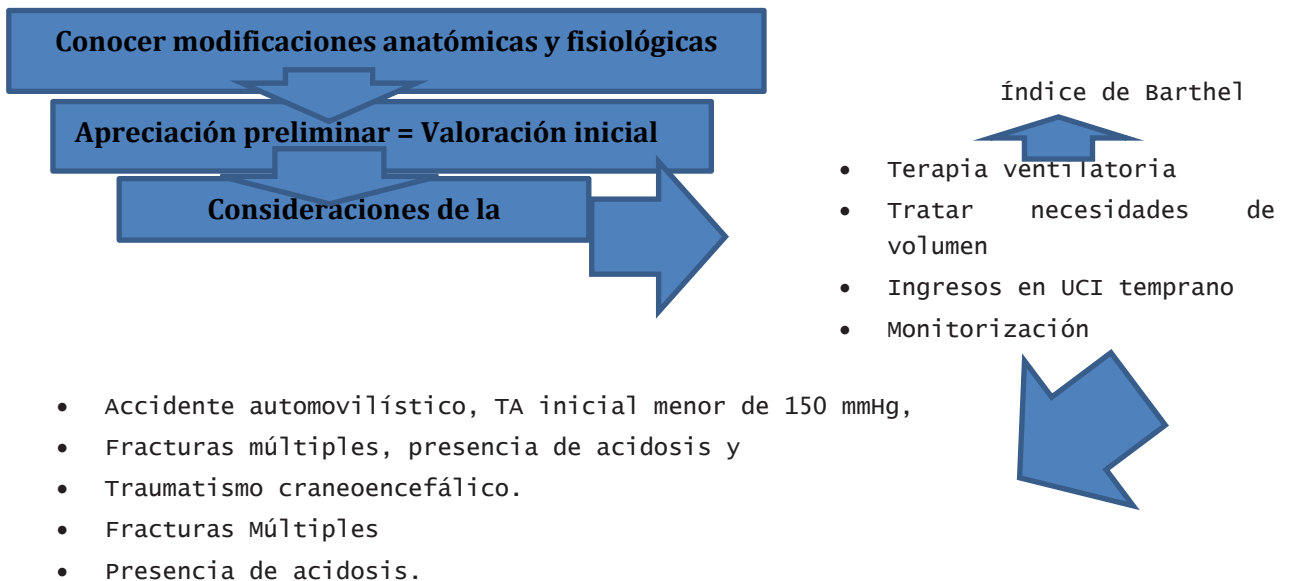 Conocer modificaciones anatómicas y fisiológicas
Apreciación preliminar = Valoración inicial
Consideraciones de la
Índice de Barthel
• Terapia ventilatoria
• Tratar necesidades de
volumen
• Ingresos en UCI temprano
• Monitorización
• Accidente automovilístico, TA inicial menor de 150 mmHg,
• Fracturas múltiples, presencia de acidosis y
• Traumatismo craneoencefálico.
• Fracturas Múltiples
• Presencia de acidosis.